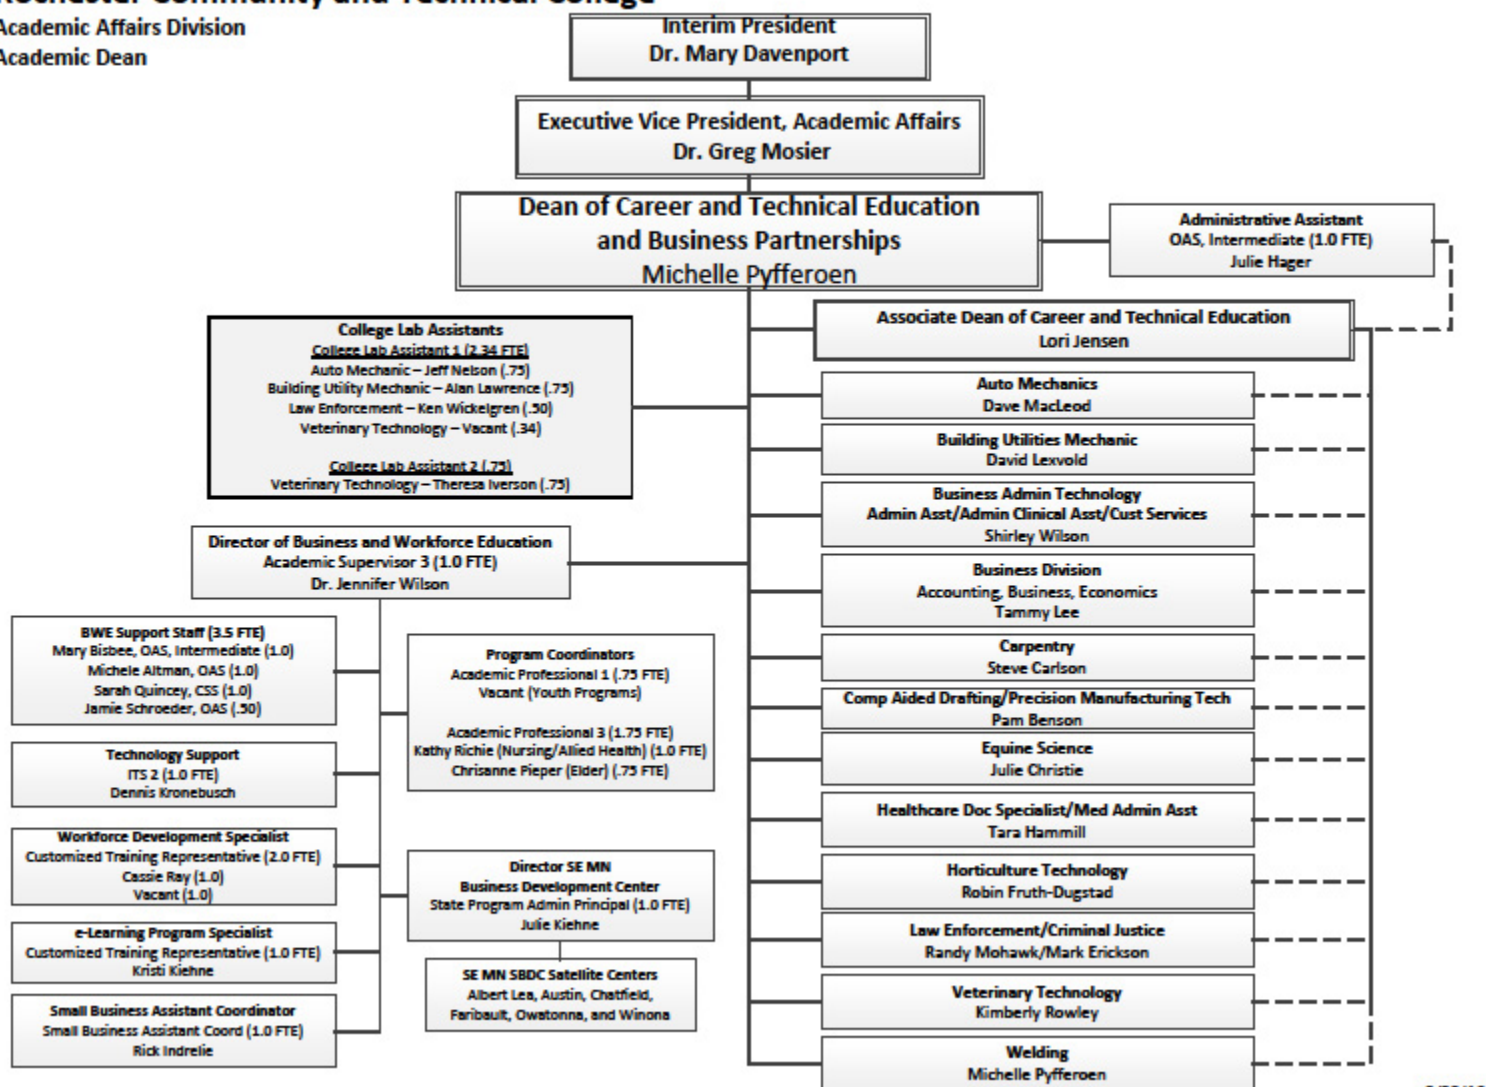 Rochester Community and Technical College
Academic Affairs Division
Academic Dean
Interim President
Dr. Mary Davenport
Executive Vice President, Academic Affairs
Dr. Greg Mosier
Dean of Career and Technical Education
and Business Partnerships
Michelle Pyfferoen
Administrative Assistant
OAS, Intermediate (1.0 FTE)
Julie Hager
Associate Dean of Career and Technical Education
Lori Jensen
College Lab Assistants
College Lab Assistant 1 (2.34 FTE)
Auto Mechanic – Jeff Nelson (.75)
Building Utility Mechanic – Alan Lawrence (.75)
Law Enforcement – Ken Wickelgren (.50)
Veterinary Technology – Vacant (.34)
College Lab Assistant 2 (.75)
Veterinary Technology – Theresa Iverson (.75)
Director of Business and Workforce Education
Academic Supervisor 3 (1.0 FTE)
Dr. Jennifer Wilson
BWE Support Staff (3.5 FTE)
Mary Bisbee, OAS, Intermediate (1.0)
Michele Altman, OAS (1.0)
Sarah Quincey, CSS (1.0)
Jamie Schroeder, OAS (.50)
Technology Support
ITS 2 (1.0 FTE)
Dennis Kronebusch
Workforce Development Specialist
Customized Training Representative (2.0 FTE)
Cassie Ray (1.0)
Vacant (1.0)
e-Learning Program Specialist
Customized Training Representative (1.0 FTE)
Kristi Kiehne
Small Business Assistant Coordinator
Small Business Assistant Coord (1.0 FTE)
Rick Indrelie
Program Coordinators
Academic Professional 1 (.75 FTE)
Vacant (Youth Programs)
Academic Professional 3 (1.75 FTE)
Kathy Richie (Nursing/Allied Health) (1.0 FTE)
Chrisanne Pieper (Elder) (.75 FTE)
Director SE MN
Business Development Center
State Program Admin Principal (1.0 FTE)
Julie Kiehne
SE MN SBDC Satellite Centers
Albert Lea, Austin, Chatfield,
Faribault, Owatonna, and Winona
Auto Mechanics
Dave MacLeod
Building Utilities Mechanic
David Lexvold
Business Admin Technology
Admin Asst/Admin Clinical Asst/Cust Services
Shirley Wilson
Business Division
Accounting, Business, Economics
Tammy Lee
Carpentry
Steve Carlson
Comp Aided Drafting/Precision Manufacturing Tech
Pam Benson
Equine Science
Julie Christie
Healthcare Doc Specialist/Med Admin Asst
Tara Hammill
Horticulture Technology
Robin Fruth-Dugstad
Law Enforcement/Criminal Justice
Randy Mohawk/Mark Erickson
Veterinary Technology
Kimberly Rowley
Welding
Michelle Pyfferoen